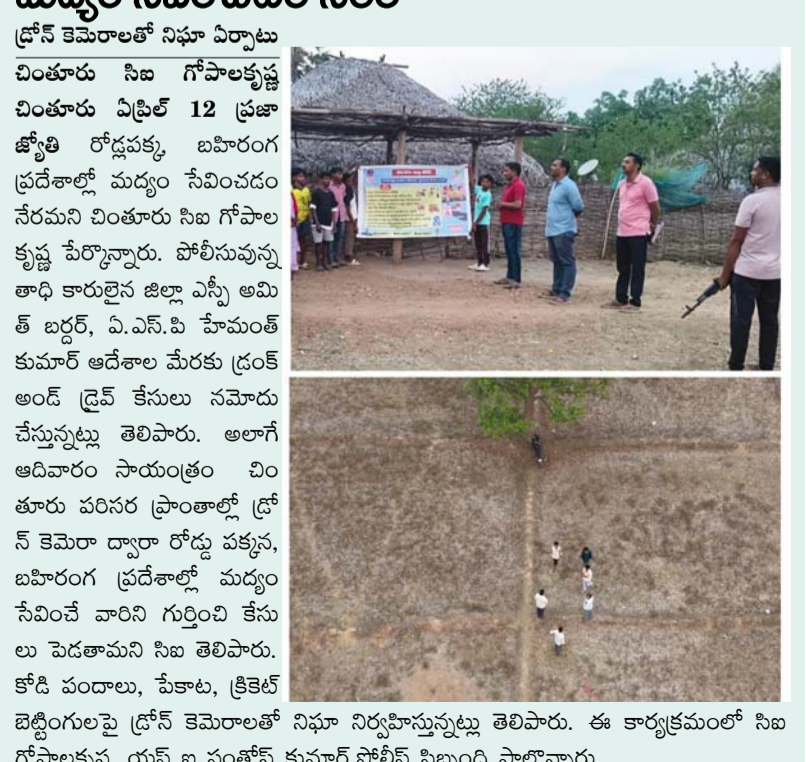 డ్రోన్ కెమెరాలతో నిఘా ఏర్పాటు
చింతూరు సిఐ గోపాలకృష్ణ
చింతూరు ఏప్రిల్ 12 ప్రజా
జ్యోతి రోడ్లపక్క, బహిరంగ
ప్రదేశాల్లో మద్యం సేవించడం
నేరమని చింతూరు సిఐ గోపాల
కృష్ణ పేర్కొన్నారు. పోలీసువున్న
తాధి కారులైన జిల్లా ఎస్పీ అమి
త్ బర్దర్, ఏ.ఎస్.పి హేమంత్
కుమార్ ఆదేశాల మేరకు డ్రంక్
అండ్ డ్రైవ్ కేసులు నమోదు
చేస్తున్నట్లు తెలిపారు. అలాగే
ఆదివారం సాయంత్రం చిం
తూరు పరిసర ప్రాంతాల్లో డ్రో
న్ కెమెరా ద్వారా రోడ్డు పక్కన,
బహిరంగ ప్రదేశాల్లో మద్యం
సేవించే వారిని గుర్తించి కేసు
లు పెడతామని సిఐ తెలిపారు.
కోడి పందాలు, పేకాట, క్రికెట్
బెట్టింగులపై డ్రోన్ కెమెరాలతో నిఘా నిర్వహిస్తున్నట్లు తెలిపారు. ఈ కార్యక్రమంలో సిఐ
గోపాలకృష్ణ, యస్ ఐ సంతోష్ కుమార్,పోలీస్ సిబ్బంది పాల్గొన్నారు.